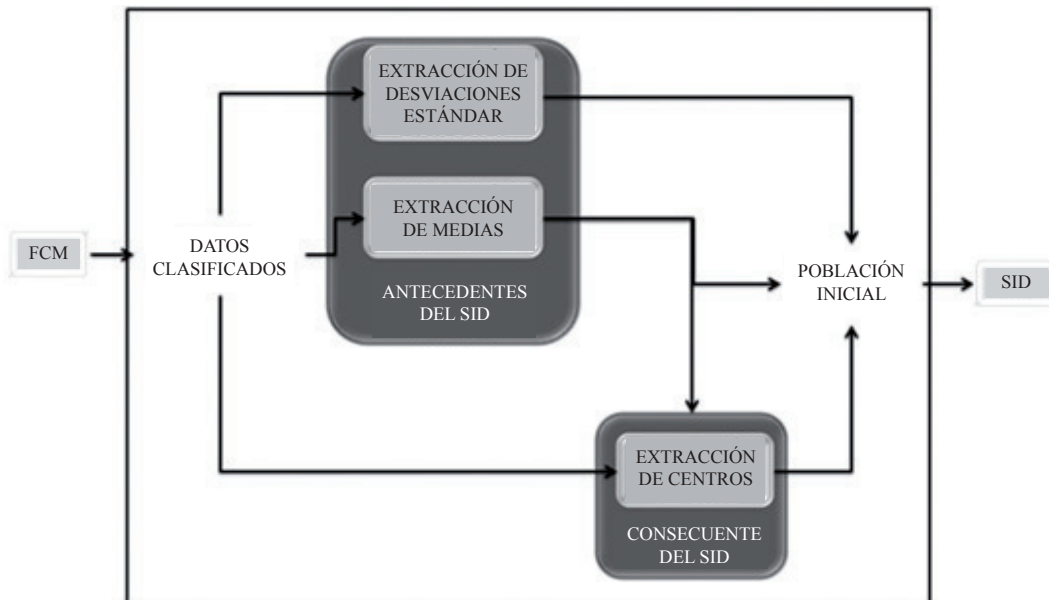 EXTRACCIÓN DE
DESVIACIONES
ESTÁNDAR
EXTRACCIÓN
DE MEDIAS
ANTECEDENTES
DEL SID
FCM
DATOS
CLASIFICADOS
POBLACIÓN
INICIAL
SID
EXTRACCIÓN
DE CENTROS
CONSECUENTE
DEL SID